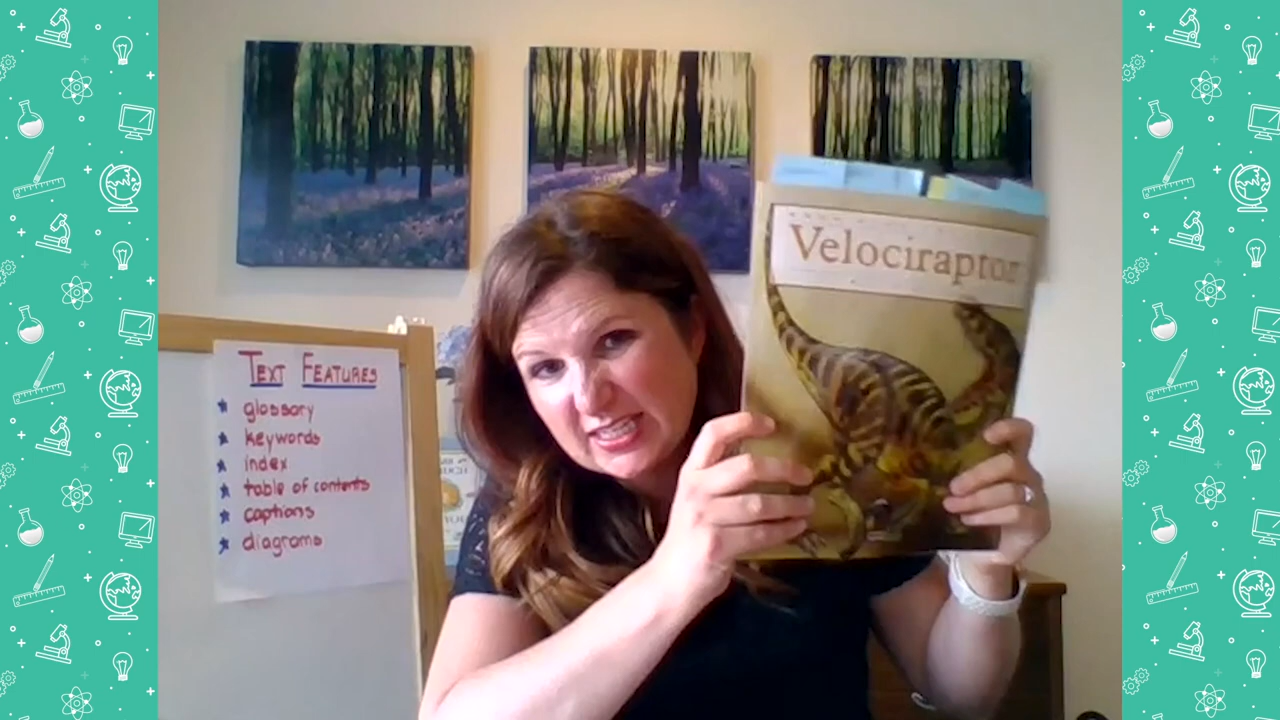 Velociraptor
TEXT FEATURES
glossary
keywords
index
table of contents
captions
diagrams